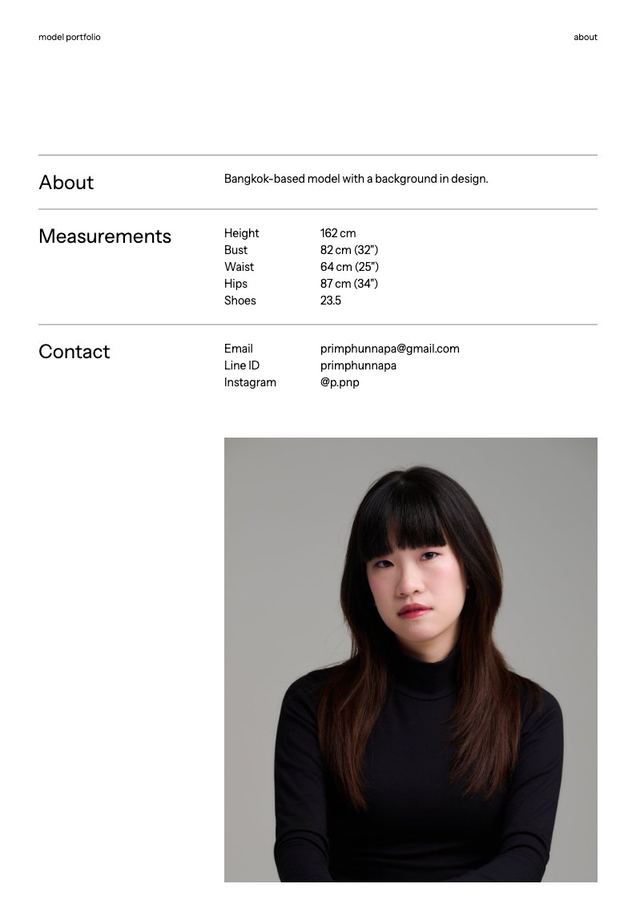 model portfolio about
About Bangkok-based model with a background in design.
Measurements Height 162 cm
Bust 82 cm (32")
Waist 64 cm (25")
Hips 87 cm (34")
Shoes 23.5
Contact Email primphunnapa@gmail.com
Line ID primphunnapa
Instagram @p.pnp